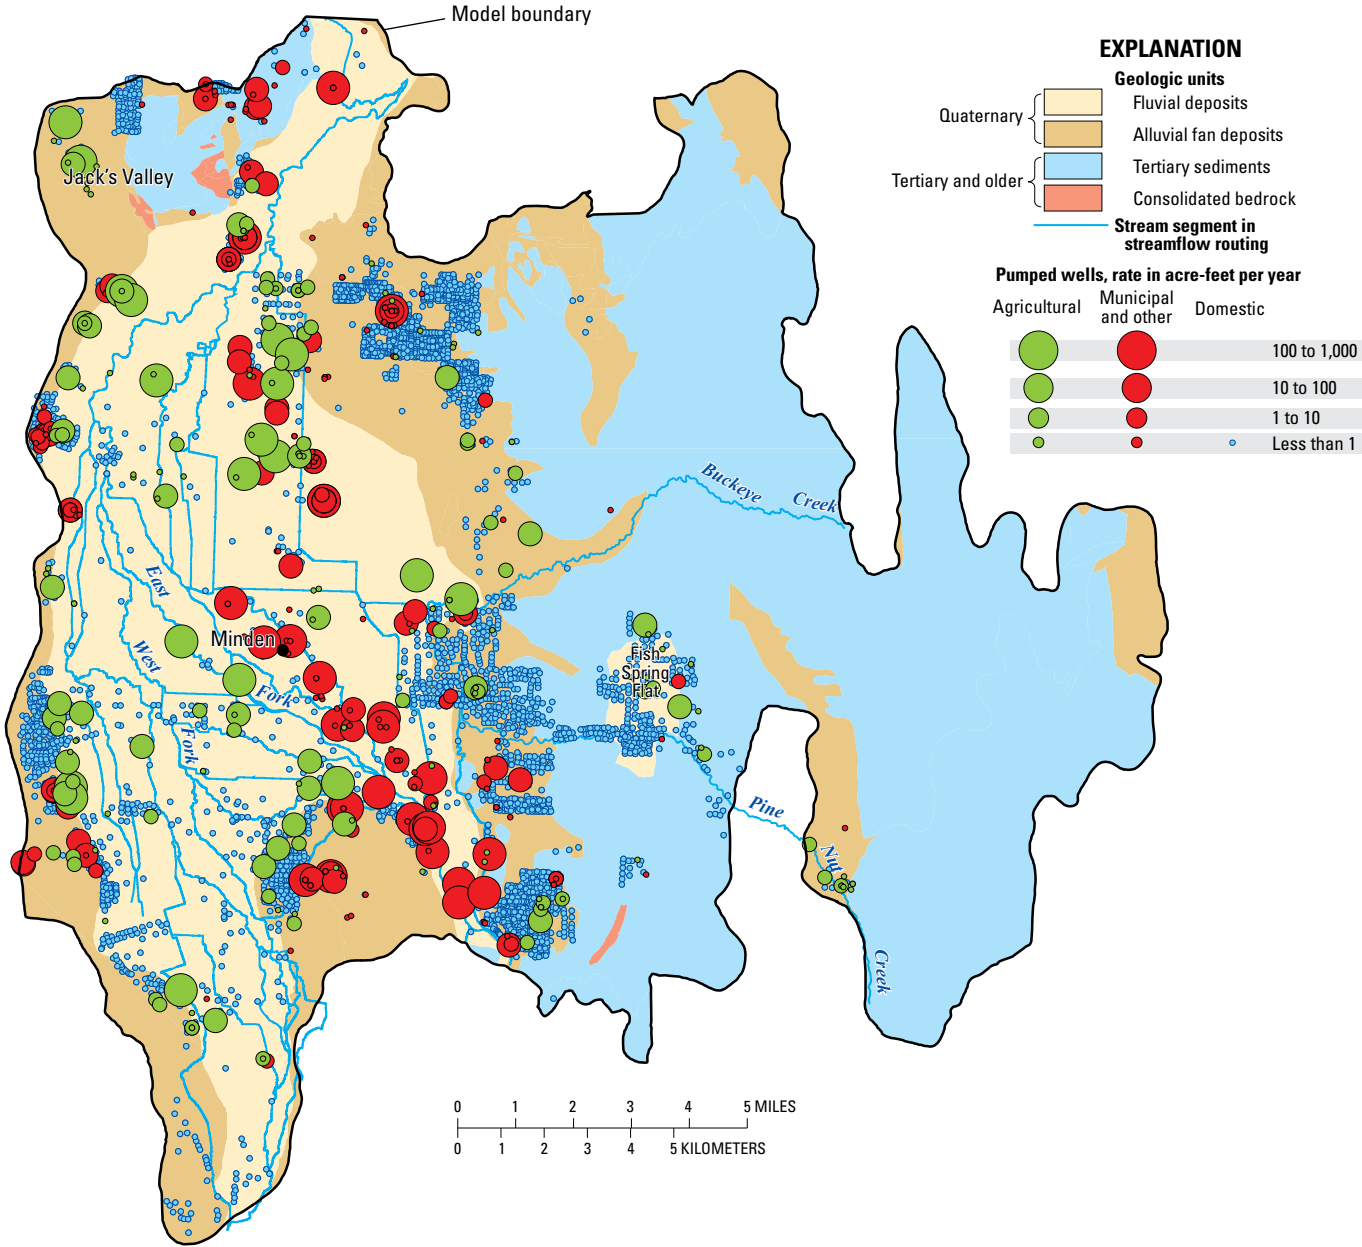 Model boundary
EXPLANATION
Geologic units
Quaternary
Fluvial deposits
Alluvial fan deposits
Tertiary and older
Tertiary sediments
Consolidated bedrock
Stream segment in
streamflow routing
Pumped wells, rate in acre-feet per year
Agricultural
Municipal
and other
Domestic
100 to 1,000
10 to 100
1 to 10
Less than 1
Jack's Valley
Buckeye Creek
East
Minden
West
Fork
Fork
Fish
Spring
Flat
Pine
Nut
Creek
0 1 2 3 4 5 MILES
0 1 2 3 4 5 KILOMETERS